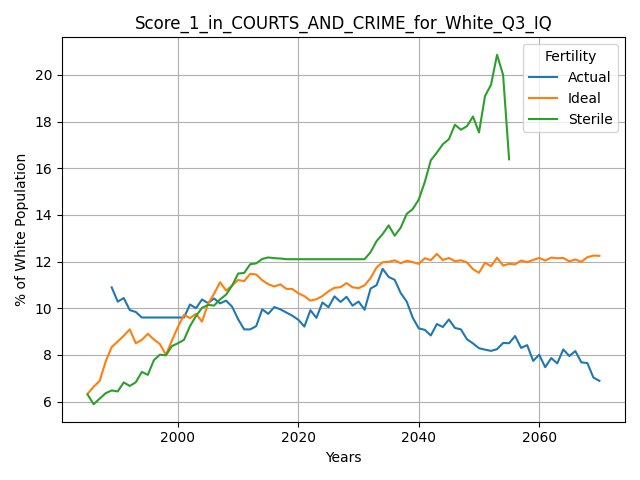 Score_1_in_COURTS_AND_CRIME_for_White_Q3_IQ
Fertility
Actual
Ideal
Sterile
% of White Population
20
18
16
14
12
10
8
6
2000
2020
2040
2060
Years